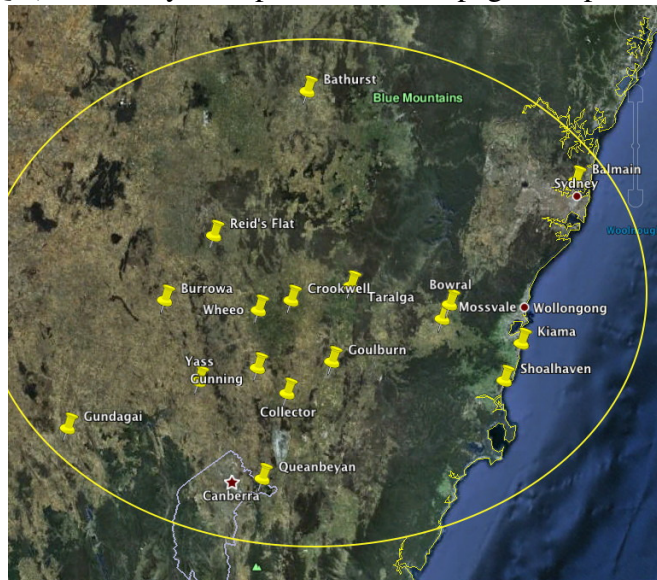 Bathurst
Blue Mountains
Balmain
Sydney
Reid's Flat
Burrowa
Wheeo
Crookwell
Taralga
Bowral
Mossvale
Wollongong
Kiama
Goulburn
Shoalhaven
Yass
Gunning
Collector
Gundagai
Queanbeyan
Canberra